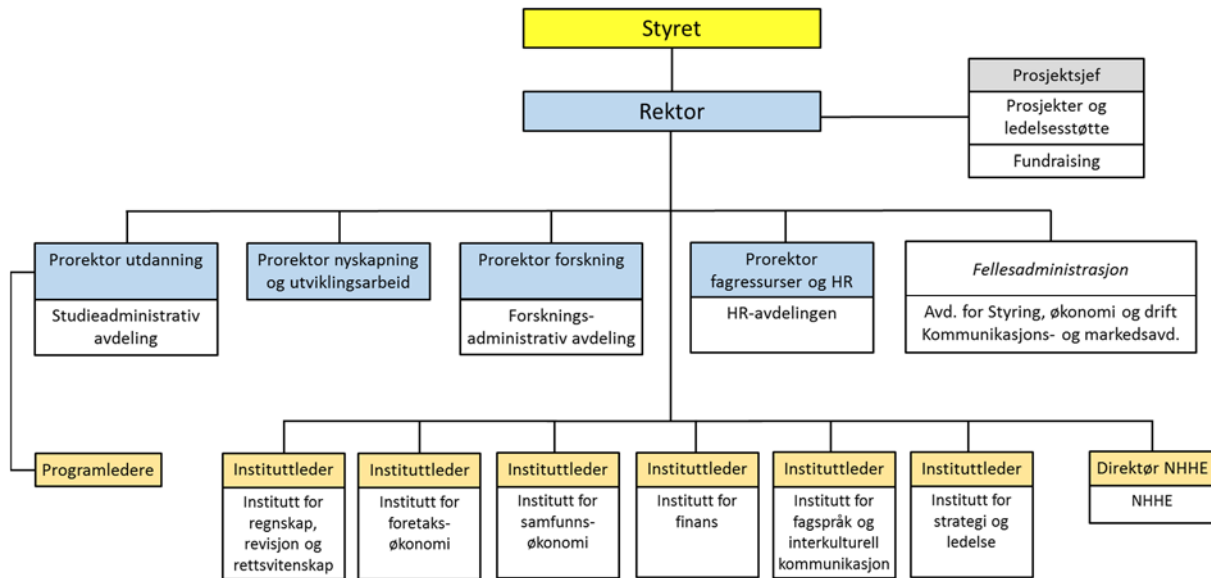 Styret
Prosjektsjef
Rektor
Prosjekter og
ledelsesstøtte
Fundraising
Prorektor utdanning
Studieadministrativ
avdeling
Prorektor nyskapning
og utviklingsarbeid
Prorektor forskning
Forsknings-
administrativ avdeling
Prorektor
fagressurser og HR
HR-avdelingen
Fellesadministrasjon
Avd. for Styring, økonomi og drift
Kommunikasjons- og markedsavd.
Programledere
Instituttleder
Institutt for
regnskap,
revisjon og
rettsvitenskap
Instituttleder
Institutt for
foretaks-
økonomi
Instituttleder
Institutt for
samfunns-
økonomi
Instituttleder
Institutt for
finans
Instituttleder
Institutt for
fagspråk og
interkulturell
kommunikasjon
Instituttleder
Institutt for
strategi og
ledelse
Direktør NHHE
NHHE